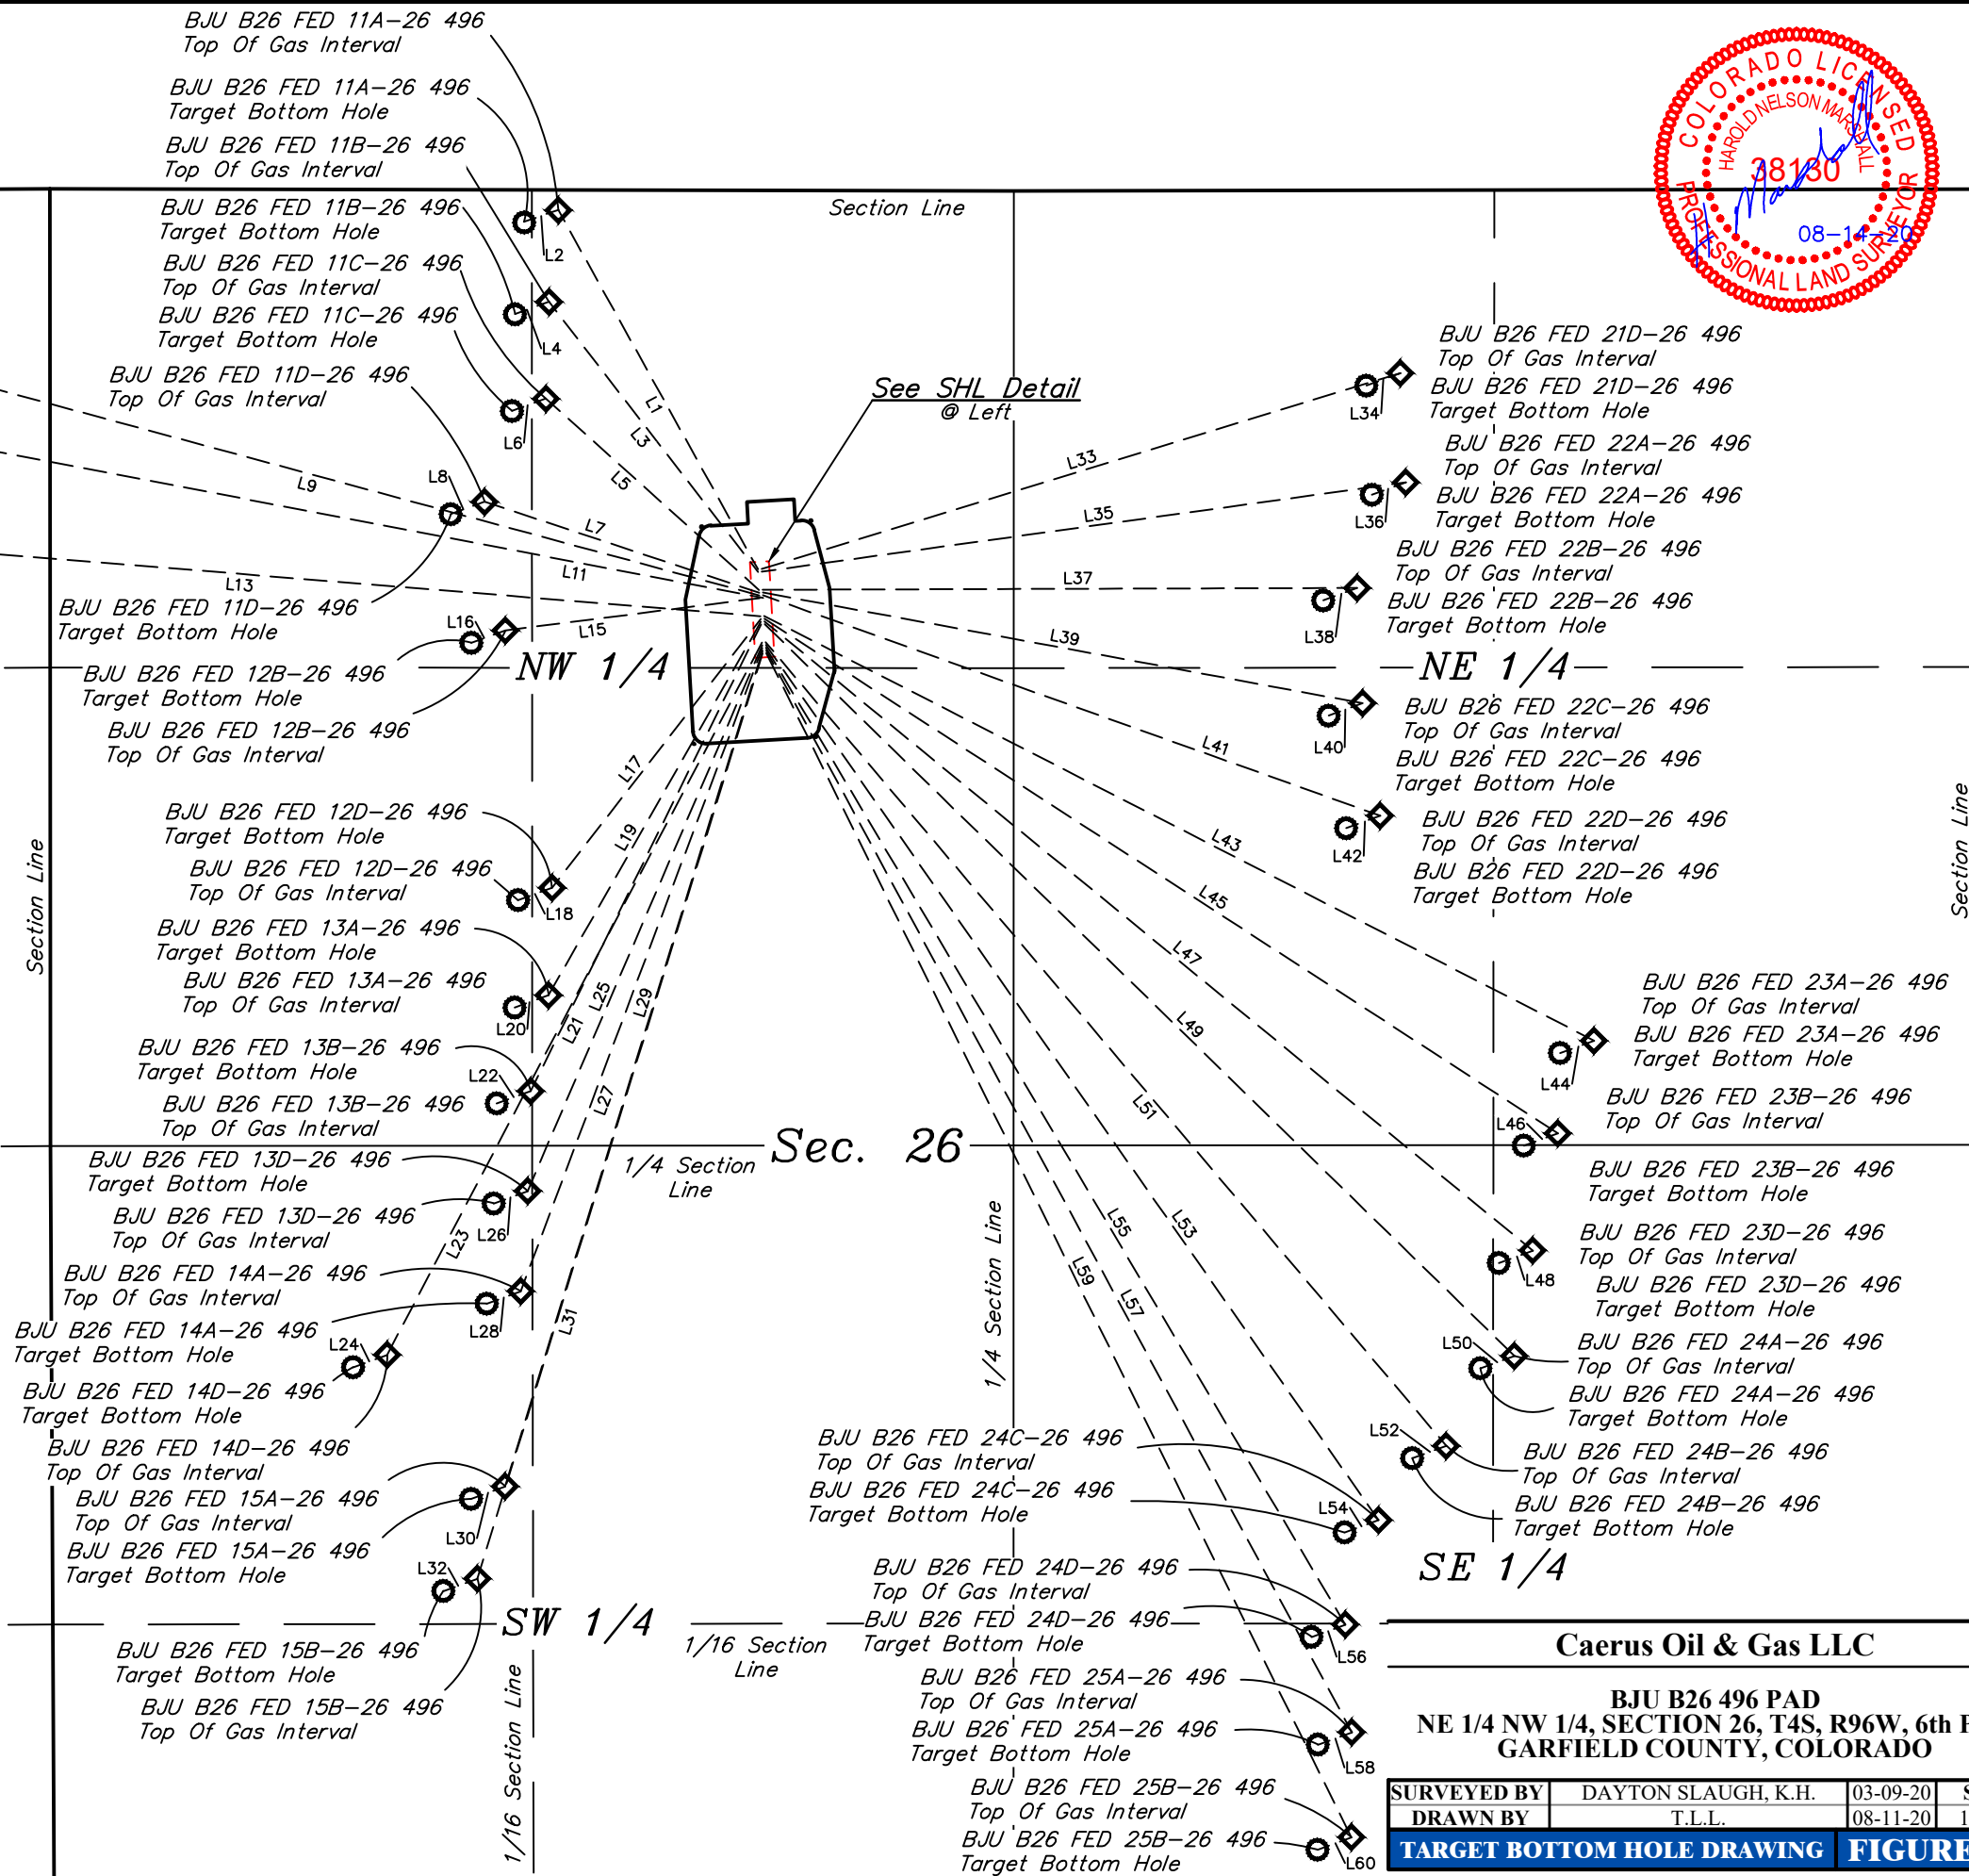 BJU B26 FED 11A-26 496
Top Of Gas Interval
BJU B26 FED 11A-26 496
Target Bottom Hole
BJU B26 FED 11B-26 496
Top Of Gas Interval
BJU B26 FED 11B-26 496
Target Bottom Hole
BJU B26 FED 11C-26 496
Top Of Gas Interval
BJU B26 FED 11C-26 496
Target Bottom Hole
BJU B26 FED 11D-26 496
Top Of Gas Interval
BJU B26 FED 11D-26 496
Target Bottom Hole
BJU B26 FED 12B-26 496
Target Bottom Hole
BJU B26 FED 12B-26 496
Top Of Gas Interval
BJU B26 FED 12D-26 496
Target Bottom Hole
BJU B26 FED 12D-26 496
Top Of Gas Interval
BJU B26 FED 13A-26 496
Target Bottom Hole
BJU B26 FED 13A-26 496
Top Of Gas Interval
BJU B26 FED 13B-26 496
Target Bottom Hole
BJU B26 FED 13B-26 496
Top Of Gas Interval
BJU B26 FED 13D-26 496
Target Bottom Hole
BJU B26 FED 13D-26 496
Top Of Gas Interval
BJU B26 FED 14A-26 496
Top Of Gas Interval
BJU B26 FED 14A-26 496
Target Bottom Hole
BJU B26 FED 14D-26 496
Target Bottom Hole
BJU B26 FED 14D-26 496
Top Of Gas Interval
BJU B26 FED 15A-26 496
Top Of Gas Interval
BJU B26 FED 15A-26 496
Target Bottom Hole
BJU B26 FED 15B-26 496
Target Bottom Hole
BJU B26 FED 15B-26 496
Top Of Gas Interval
Section Line
L2
L4
L6
L8
L1
L3
L5
L7
L9
L11
L13
L15
L16
L17
L18
L19
L20
L21
L22
L23
L24
L25
L26
L27
L28
L29
L30
L31
L32
Section Line
NW 1/4
SW 1/4
Sec. 26
1/4 Section
Line
1/16 Section
Line
1/16 Section Line
1/4 Section Line
See SHL Detail
@ Left
COLORADO LICENSED
HAROLD NELSON MARSHALL
38130
08-14-20
PROFESSIONAL LAND SURVEYOR
L33
L34
L35
L36
L37
L38
L39
L40
L41
L42
L43
L44
L45
L46
L47
L48
L49
L50
L51
L52
L53
L54
L55
L56
L57
L58
L59
L60
BJU B26 FED 21D-26 496
Top Of Gas Interval
BJU B26 FED 21D-26 496
Target Bottom Hole
BJU B26 FED 22A-26 496
Top Of Gas Interval
BJU B26 FED 22A-26 496
Target Bottom Hole
BJU B26 FED 22B-26 496
Top Of Gas Interval
BJU B26 FED 22B-26 496
Target Bottom Hole
NE 1/4
BJU B26 FED 22C-26 496
Top Of Gas Interval
BJU B26 FED 22C-26 496
Target Bottom Hole
BJU B26 FED 22D-26 496
Top Of Gas Interval
BJU B26 FED 22D-26 496
Target Bottom Hole
Section Line
BJU B26 FED 23A-26 496
Top Of Gas Interval
BJU B26 FED 23A-26 496
Target Bottom Hole
BJU B26 FED 23B-26 496
Top Of Gas Interval
BJU B26 FED 23B-26 496
Target Bottom Hole
BJU B26 FED 23D-26 496
Top Of Gas Interval
BJU B26 FED 23D-26 496
Target Bottom Hole
BJU B26 FED 24A-26 496
Top Of Gas Interval
BJU B26 FED 24A-26 496
Target Bottom Hole
BJU B26 FED 24B-26 496
Top Of Gas Interval
BJU B26 FED 24B-26 496
Target Bottom Hole
SE 1/4
BJU B26 FED 24C-26 496
Top Of Gas Interval
BJU B26 FED 24C-26 496
Target Bottom Hole
BJU B26 FED 24D-26 496
Top Of Gas Interval
BJU B26 FED 24D-26 496
Target Bottom Hole
BJU B26 FED 25A-26 496
Top Of Gas Interval
BJU B26 FED 25A-26 496
Target Bottom Hole
BJU B26 FED 25B-26 496
Top Of Gas Interval
BJU B26 FED 25B-26 496
Target Bottom Hole
Caerus Oil & Gas LLC
BJU B26 496 PAD
NE 1/4 NW 1/4, SECTION 26, T4S, R96W, 6th
GARFIELD COUNTY, COLORADO
SURVEYED BY DAYTON SLAUGH, K.H. 03-09-20
DRAWN BY T.L.L. 08-11-20
TARGET BOTTOM HOLE DRAWING FIGURE